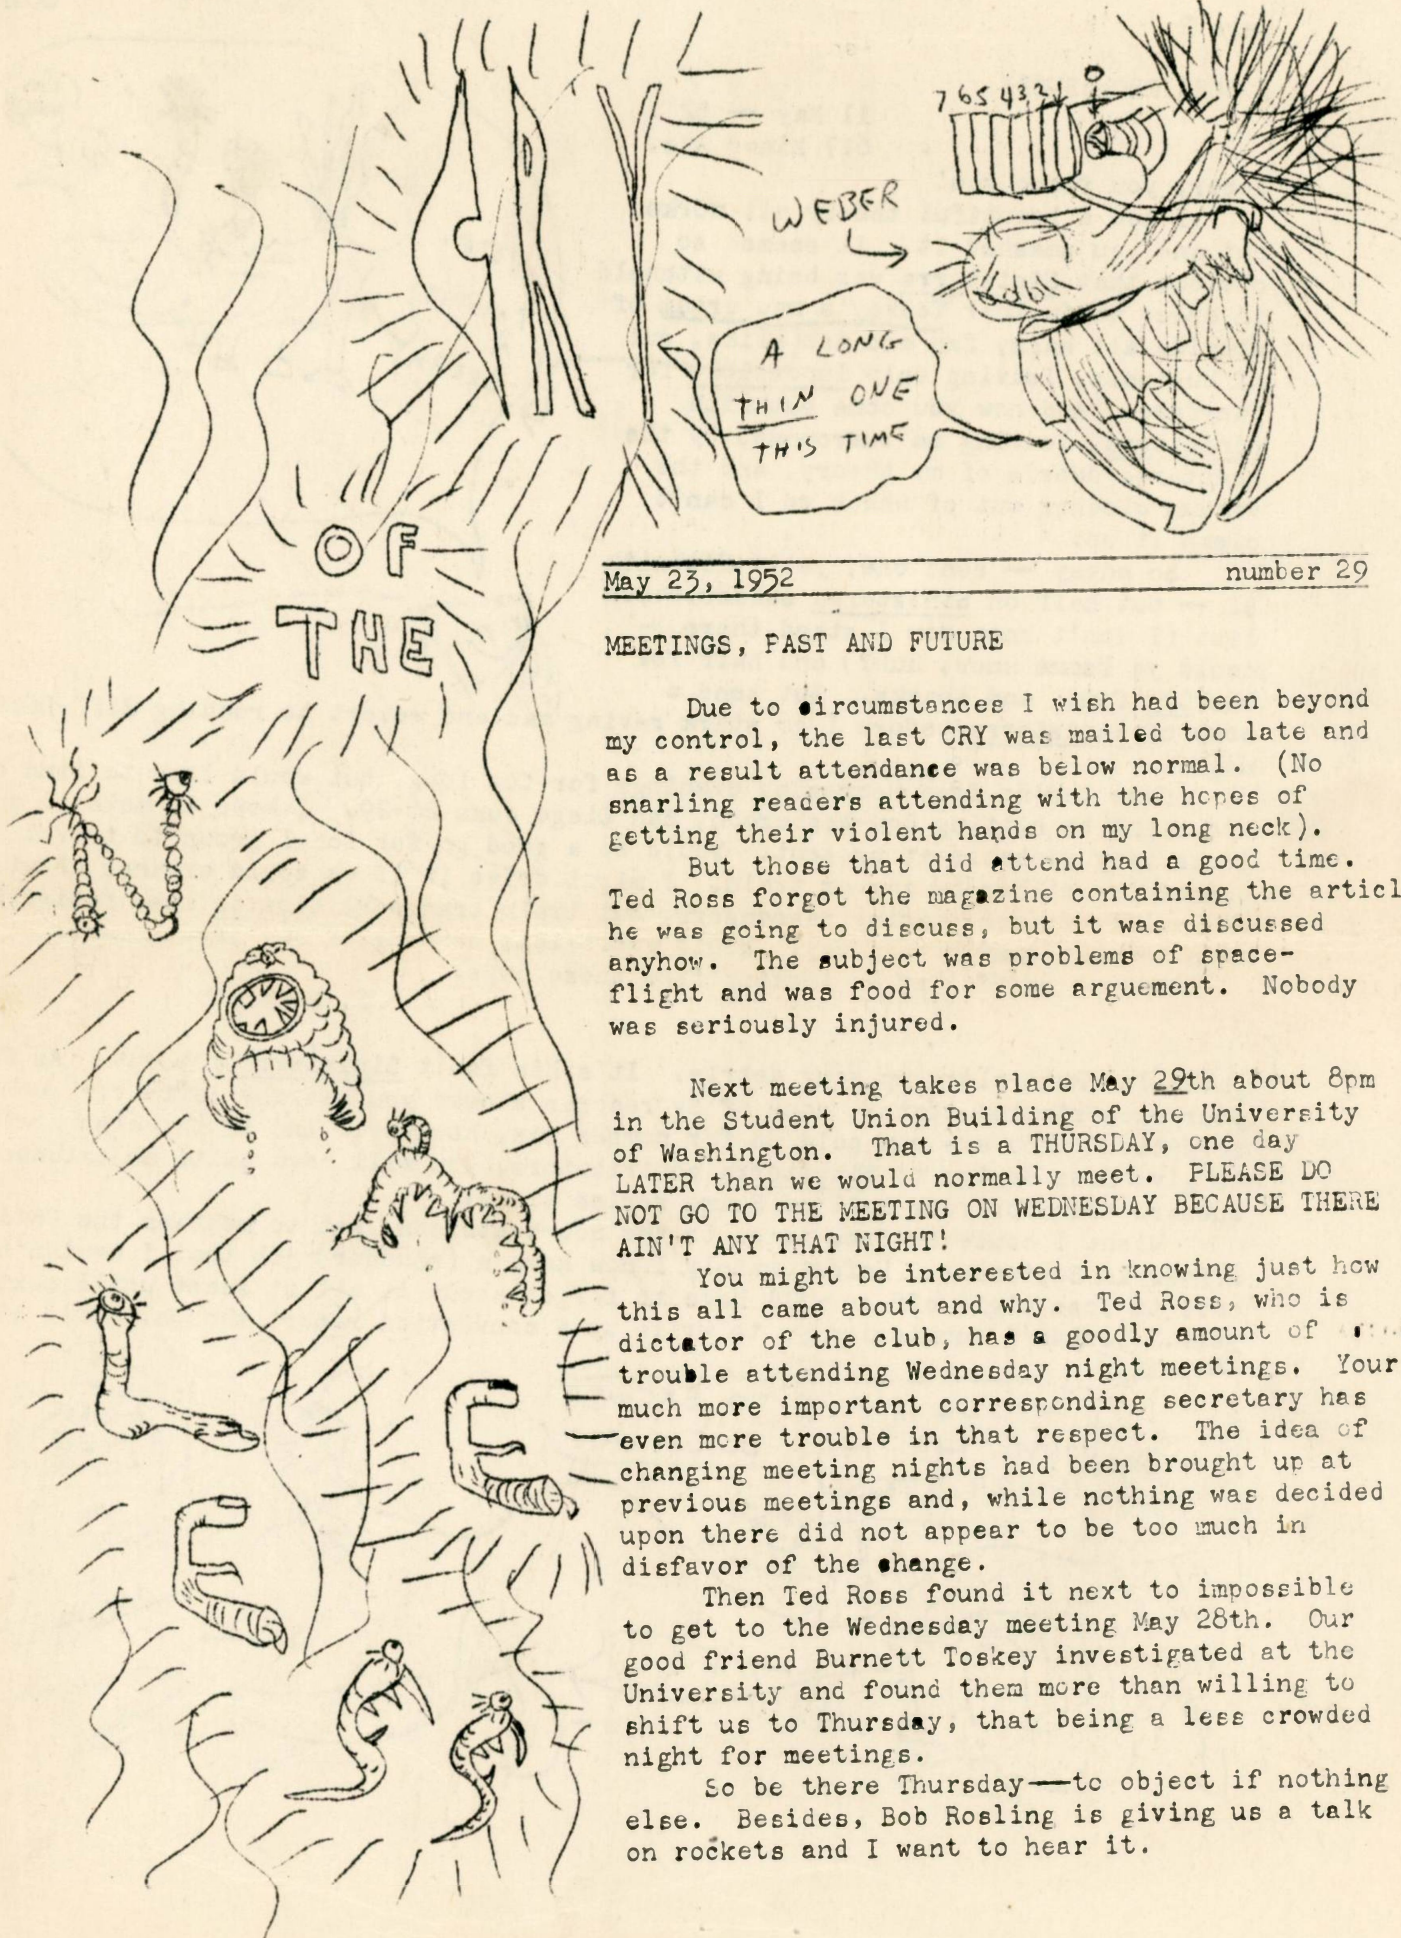 CRY
OF
THE
NAMELESS
7 6 5 4 3 2 1 0
WEBER
A LONG
THIN ONE
THIS TIME
May 23, 1952 number 29
MEETINGS, PAST AND FUTURE
Due to circumstances I wish had been beyond
my control, the last CRY was mailed too late and
as a result attendance was below normal. (No
snarling readers attending with the hopes of
getting their violent hands on my long neck).
But those that did attend had a good time.
Ted Ross forgot the magazine containing the articl
he was going to discuss, but it was discussed
anyhow. The subject was problems of space-
flight and was food for some arguement. Nobody
was seriously injured.
Next meeting takes place May 29th about 8pm
in the Student Union Building of the University
of Washington. That is a THURSDAY, one day
LATER than we would normally meet. PLEASE DO
NOT GO TO THE MEETING ON WEDNESDAY BECAUSE THERE
AIN'T ANY THAT NIGHT!
You might be interested in knowing just how
this all came about and why. Ted Ross, who is
dictator of the club, has a goodly amount of
trouble attending Wednesday night meetings. Your
much more important corresponding secretary has
even more trouble in that respect. The idea of
changing meeting nights had been brought up at
previous meetings and, while nothing was decided
upon there did not appear to be too much in
disfavor of the change.
Then Ted Ross found it next to impossible
to get to the Wednesday meeting May 28th. Our
good friend Burnett Toskey investigated at the
University and found them more than willing to
shift us to Thursday, that being a less crowded
night for meetings.
So be there Thursday—to object if nothing
else. Besides, Bob Rosling is giving us a talk
on rockets and I want to hear it.